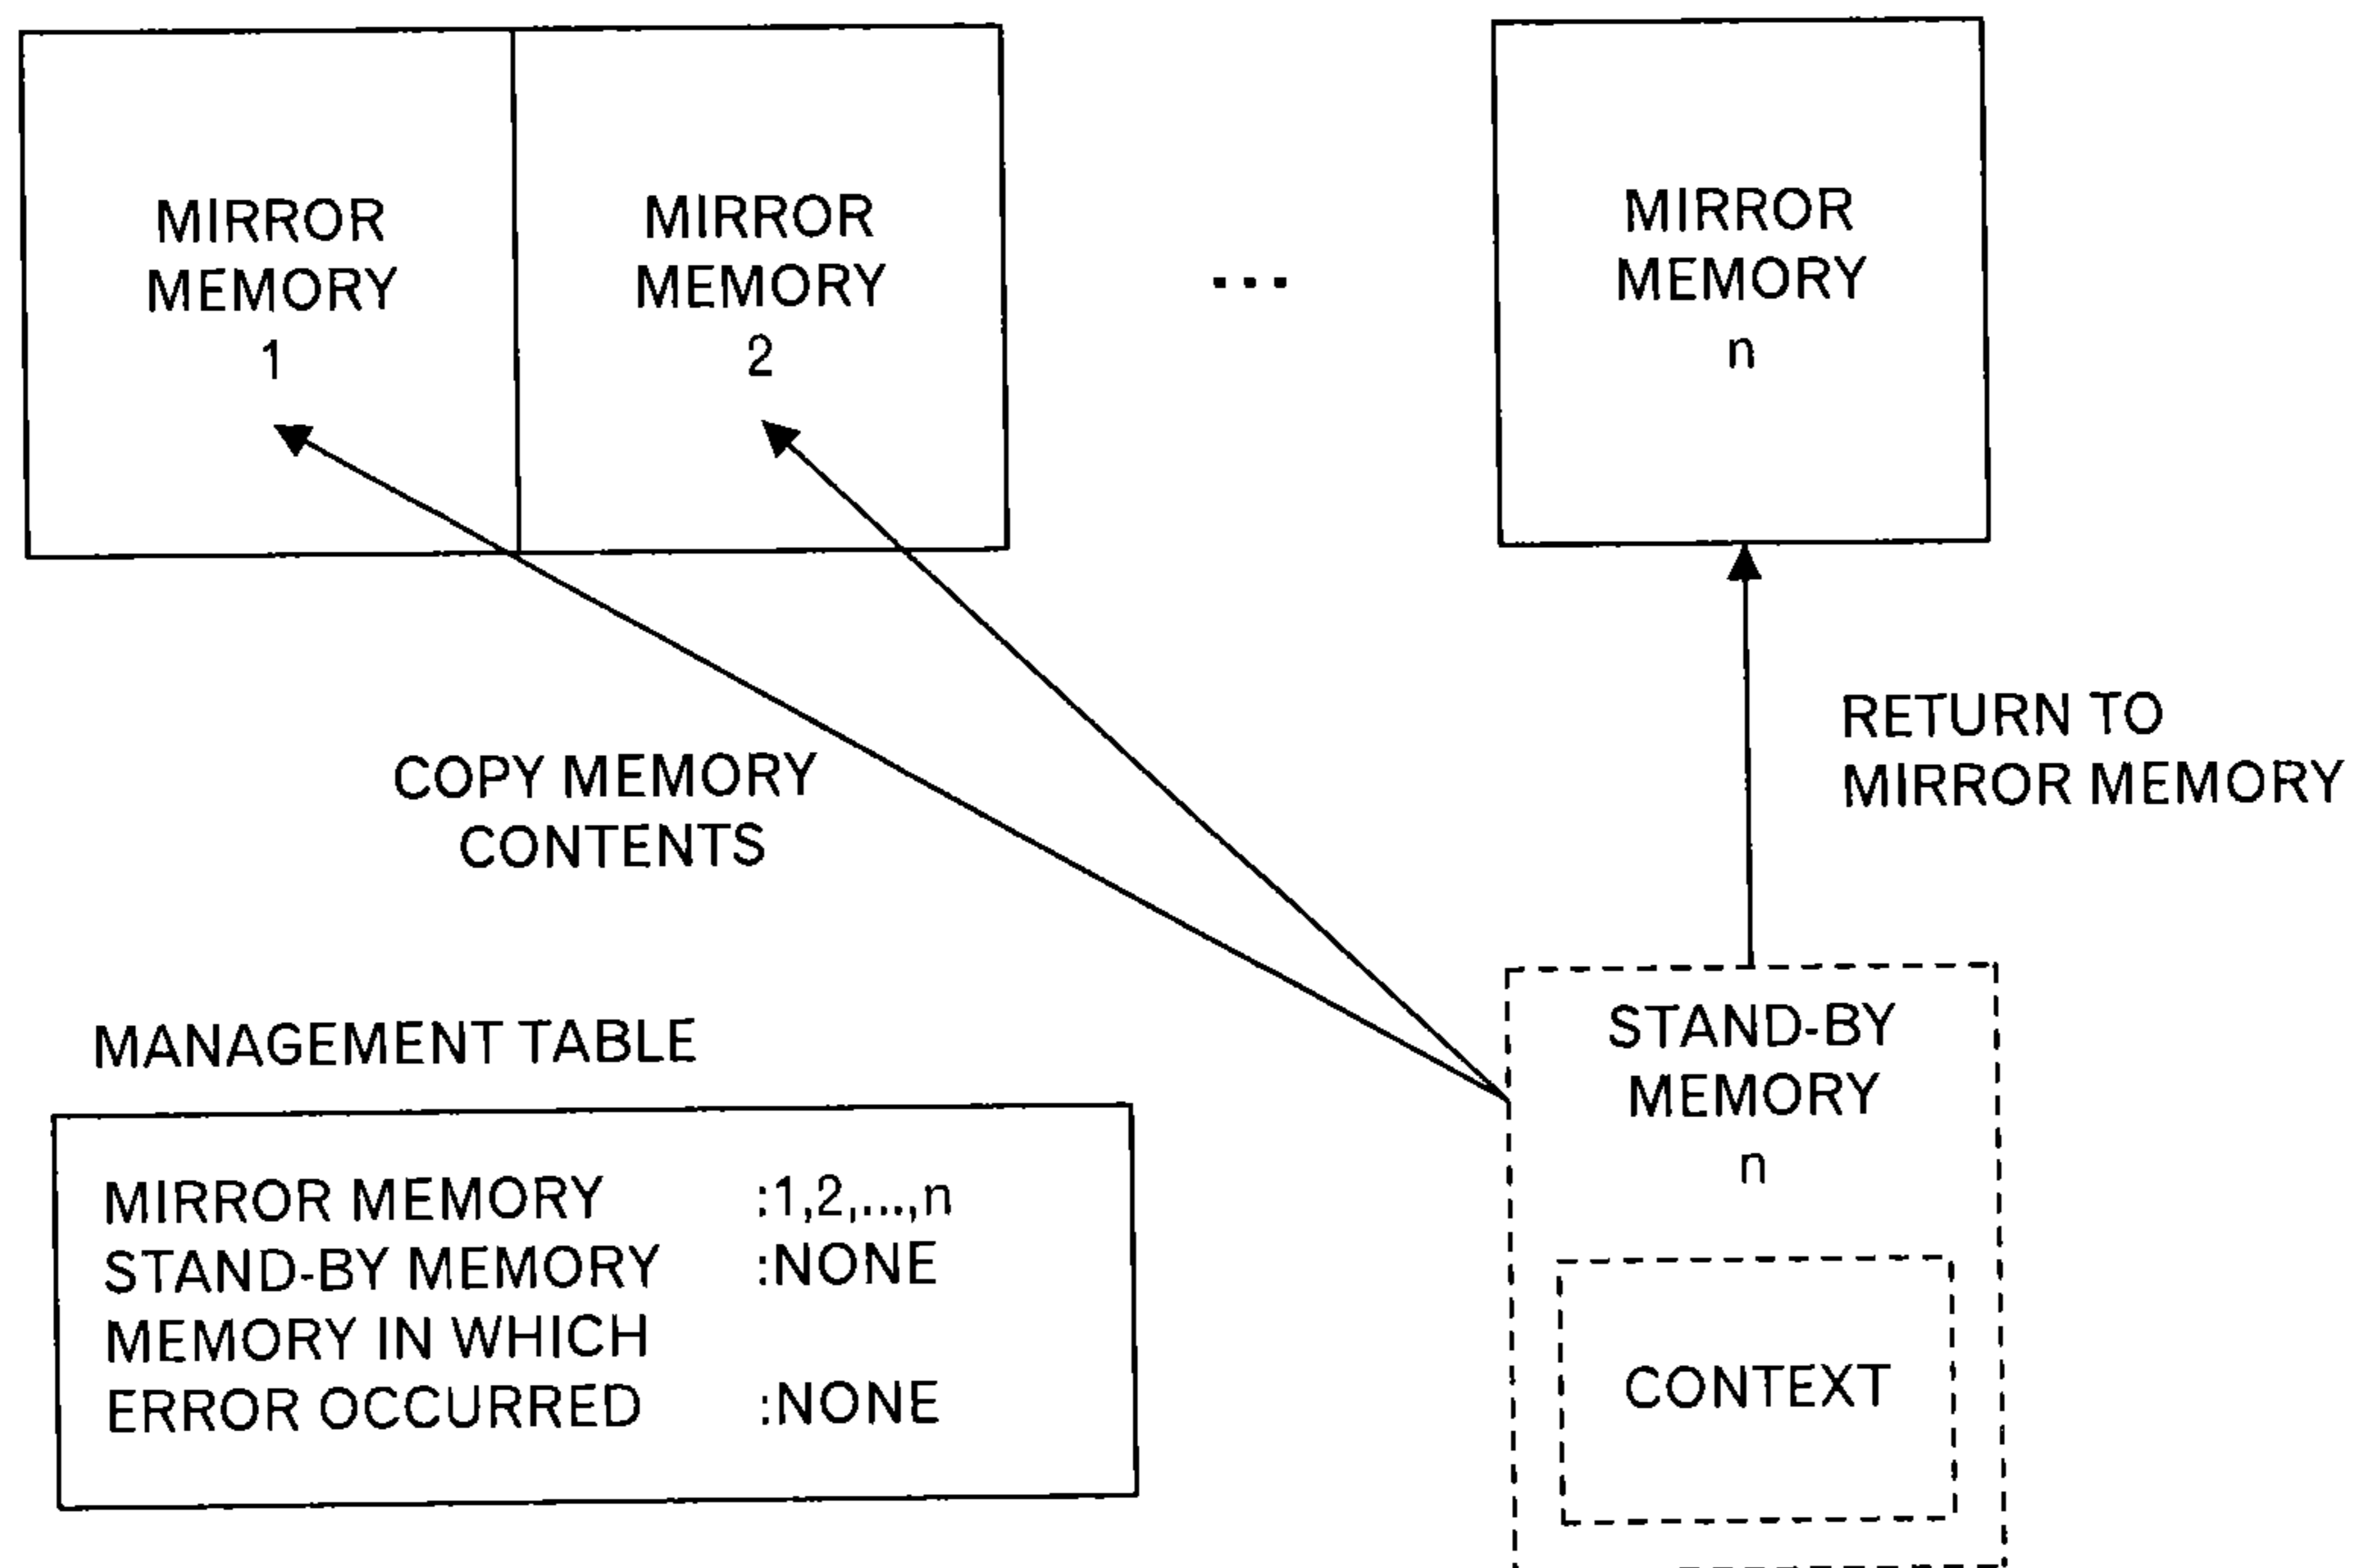 MIRROR
MEMORY
1
MIRROR
MEMORY
2
...
MIRROR
MEMORY
n
COPY MEMORY
CONTENTS
RETURN TO
MIRROR MEMORY
MANAGEMENT TABLE
MIRROR MEMORY :1,2,...,n
STAND-BY MEMORY :NONE
MEMORY IN WHICH
ERROR OCCURRED :NONE
STAND-BY
MEMORY
n
CONTEXT